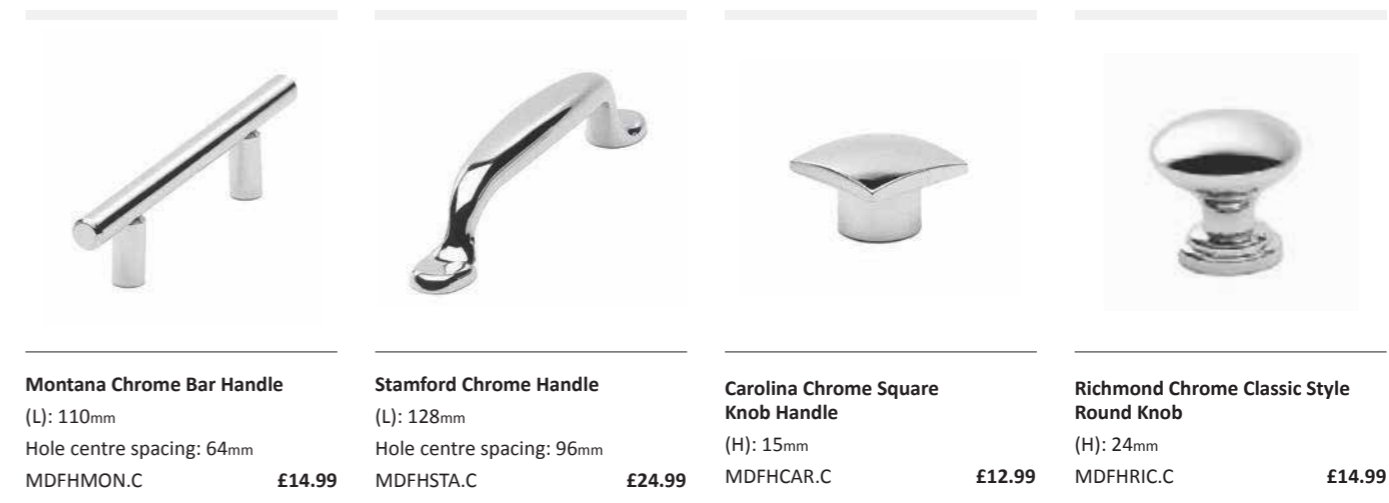 Montana Chrome Bar Handle
(L): 110mm
Hole centre spacing: 64mm
MDFHMON.C £14.99
Stamford Chrome Handle
(L): 128mm
Hole centre spacing: 96mm
MDFHSTA.C £24.99
Carolina Chrome Square
Knob Handle
(H): 15mm
MDFHCAR.C £12.99
Richmond Chrome Classic Style
Round Knob
(H): 24mm
MDFHRIC.C £14.99